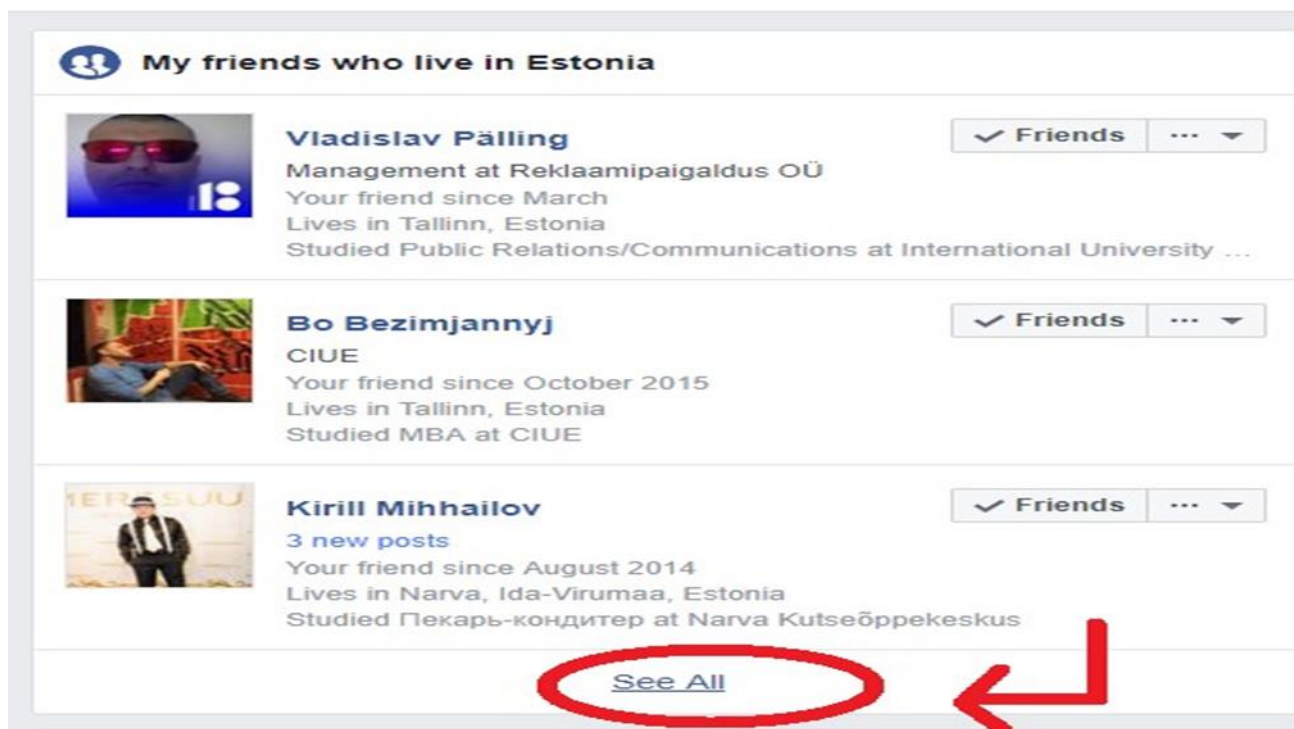 My friends who live in Estonia
Vladislav Pälling
✓ Friends ...
Management at Reklaamipaigaldus OÜ
Your friend since March
Lives in Tallinn, Estonia
Studied Public Relations/Communications at International University ...
Bo Bezimjannyj
✓ Friends ...
CIUE
Your friend since October 2015
Lives in Tallinn, Estonia
Studied MBA at CIUE
Kirill Mihhailov
✓ Friends ...
3 new posts
Your friend since August 2014
Lives in Narva, Ida-Virumaa, Estonia
Studied Пекарь-кондитер at Narva Kutseõppekeskus
See All